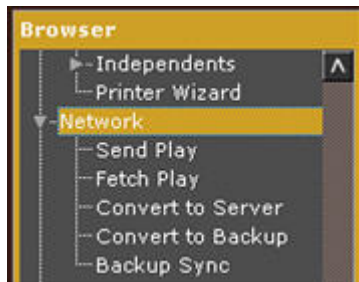 Browser
Independents
Printer Wizard
Network
Send Play
Fetch Play
Convert to Server
Convert to Backup
Backup Sync